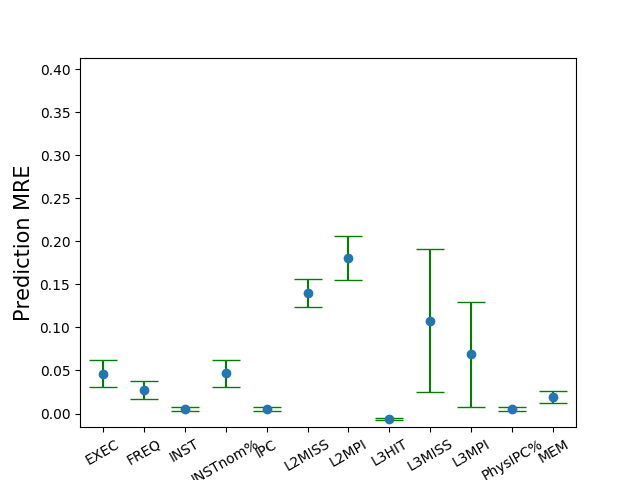 Prediction MRE
0.40
0.35
0.30
0.25
0.20
0.15
0.10
0.05
0.00
EXEC
FREQ
INST
INSTnom%
IPC
L2MISS
L2MPI
L3HIT
L3MISS
L3MPI
PhysIPC%
MEM